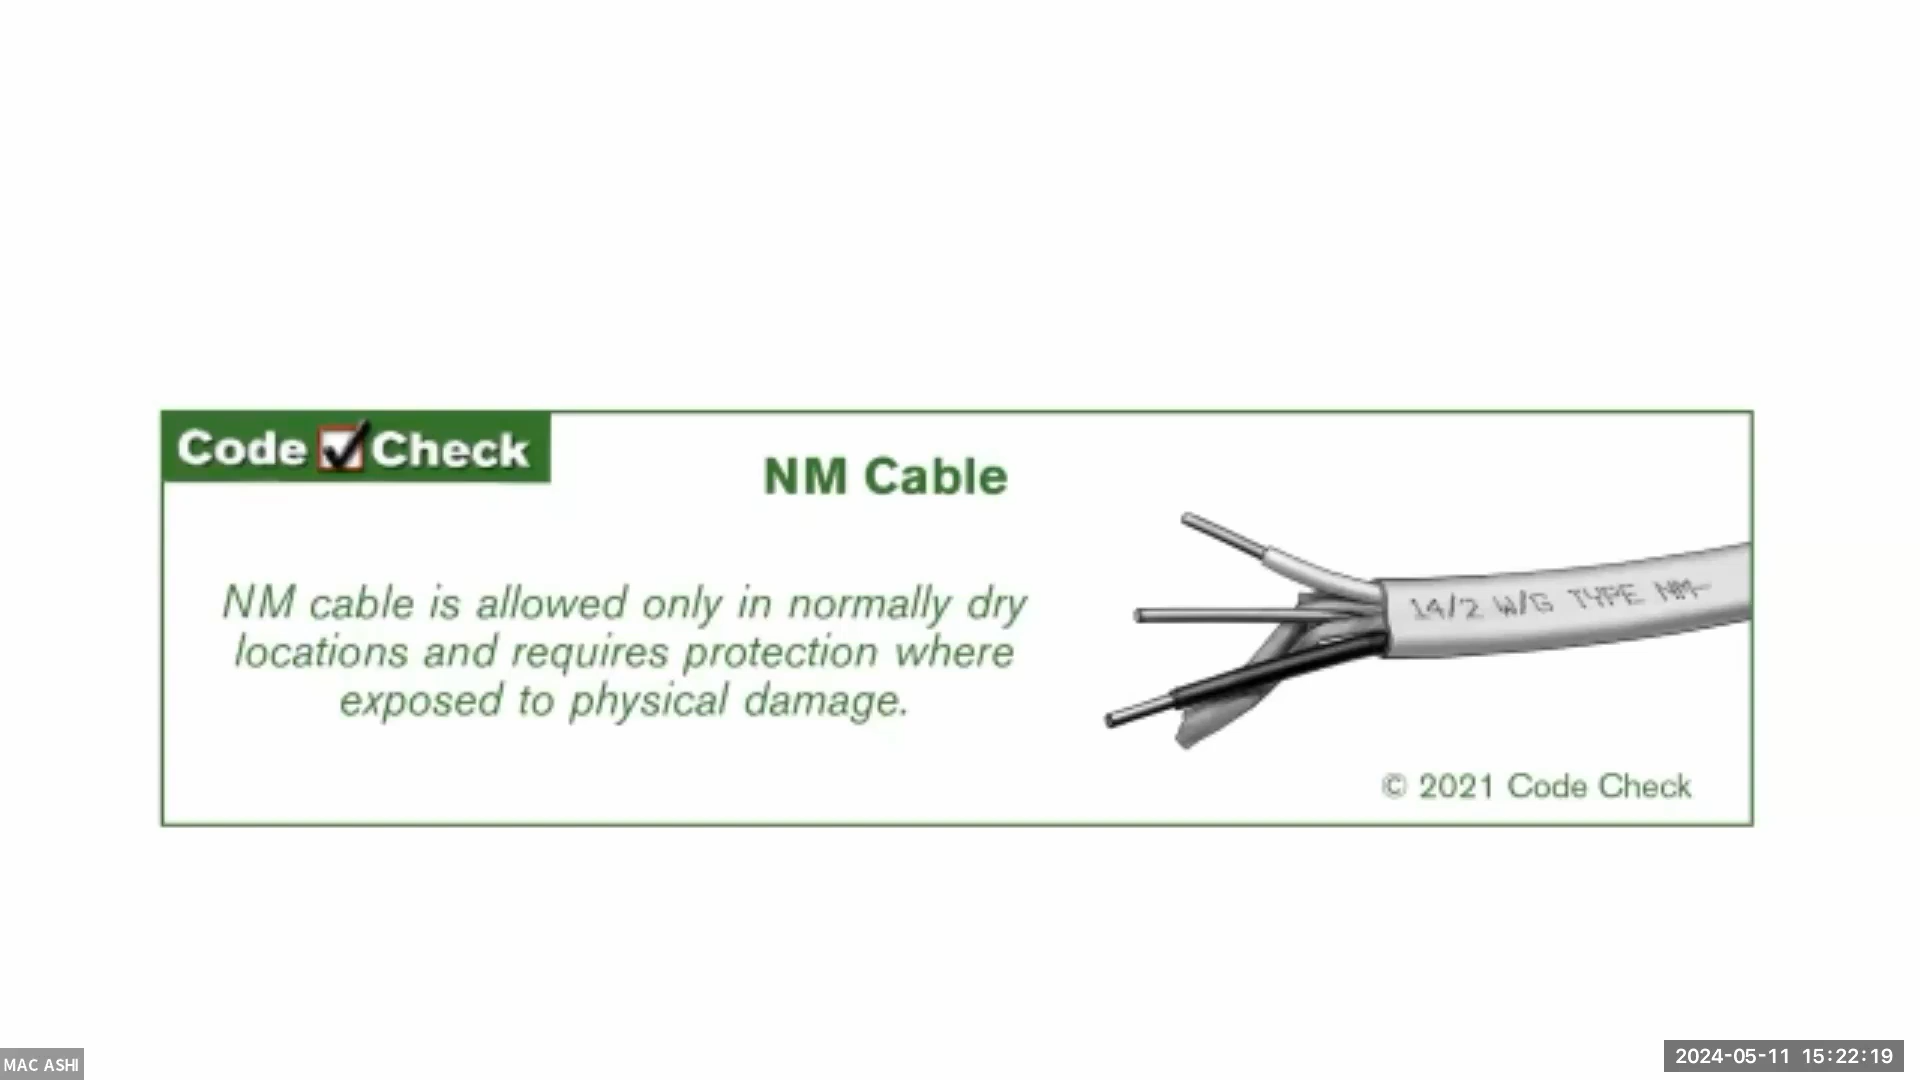 Code Check
NM Cable
NM cable is allowed only in normally dry
locations and requires protection where
exposed to physical damage.
14/2 W/G TYPE NM-
© 2021 Code Check
MAC ASHI
2024-05-11 15:22:19